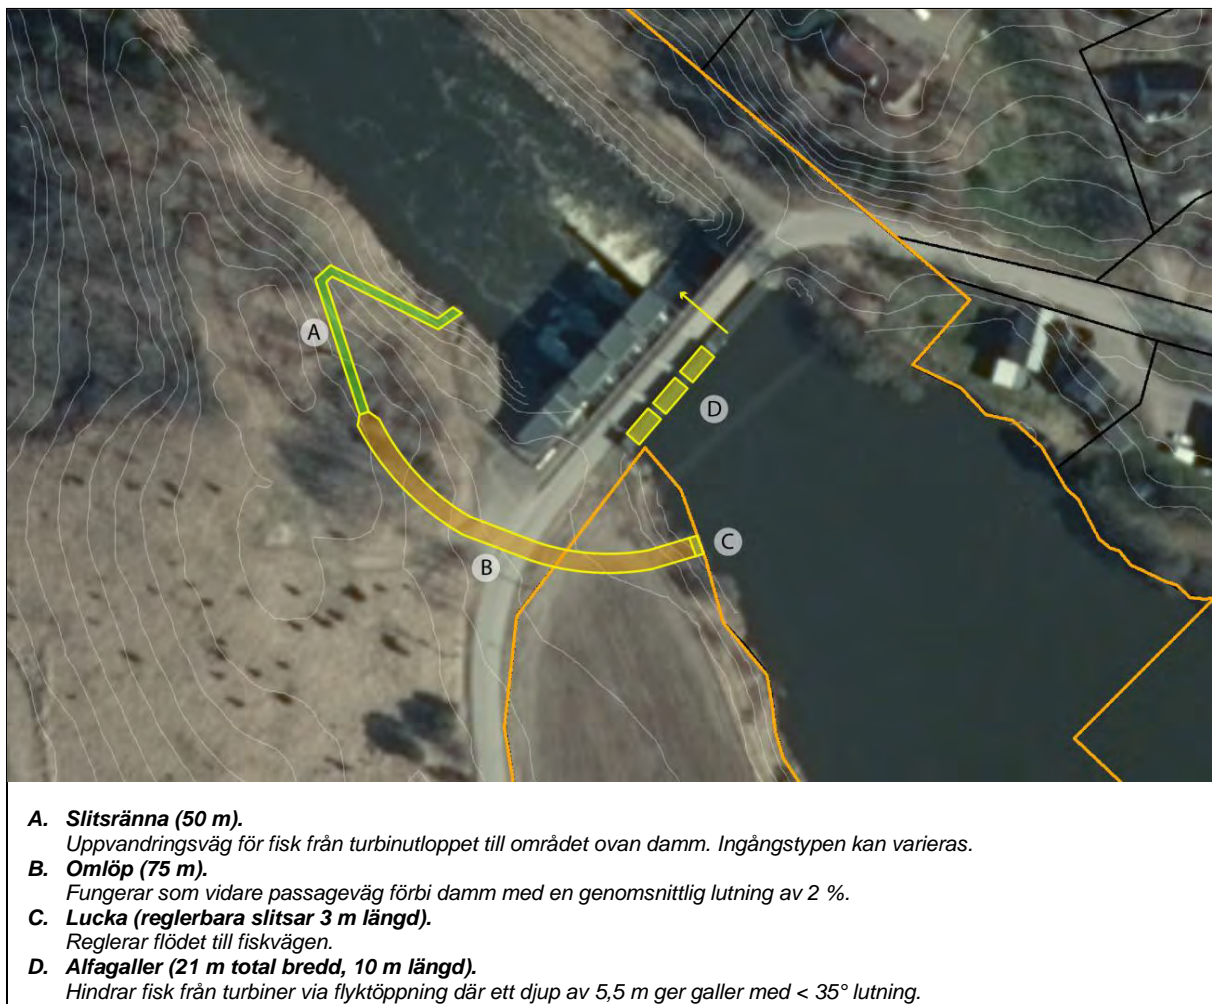 A
D
C
B
A. Slitsränna (50 m).
Uppvandringsväg för fisk från turbinutloppet till området ovan damm. Ingångstypen kan varieras.
B. Omlöp (75 m).
Fungerar som vidare passageväg förbi damm med en genomsnittlig lutning av 2 %.
C. Lucka (reglerbara slitsar 3 m längd).
Reglerar flödet till fiskvägen.
D. Alfagaller (21 m total bredd, 10 m längd).
Hindrar fisk från turbiner via flyktöppning där ett djup av 5,5 m ger galler med < 35° lutning.